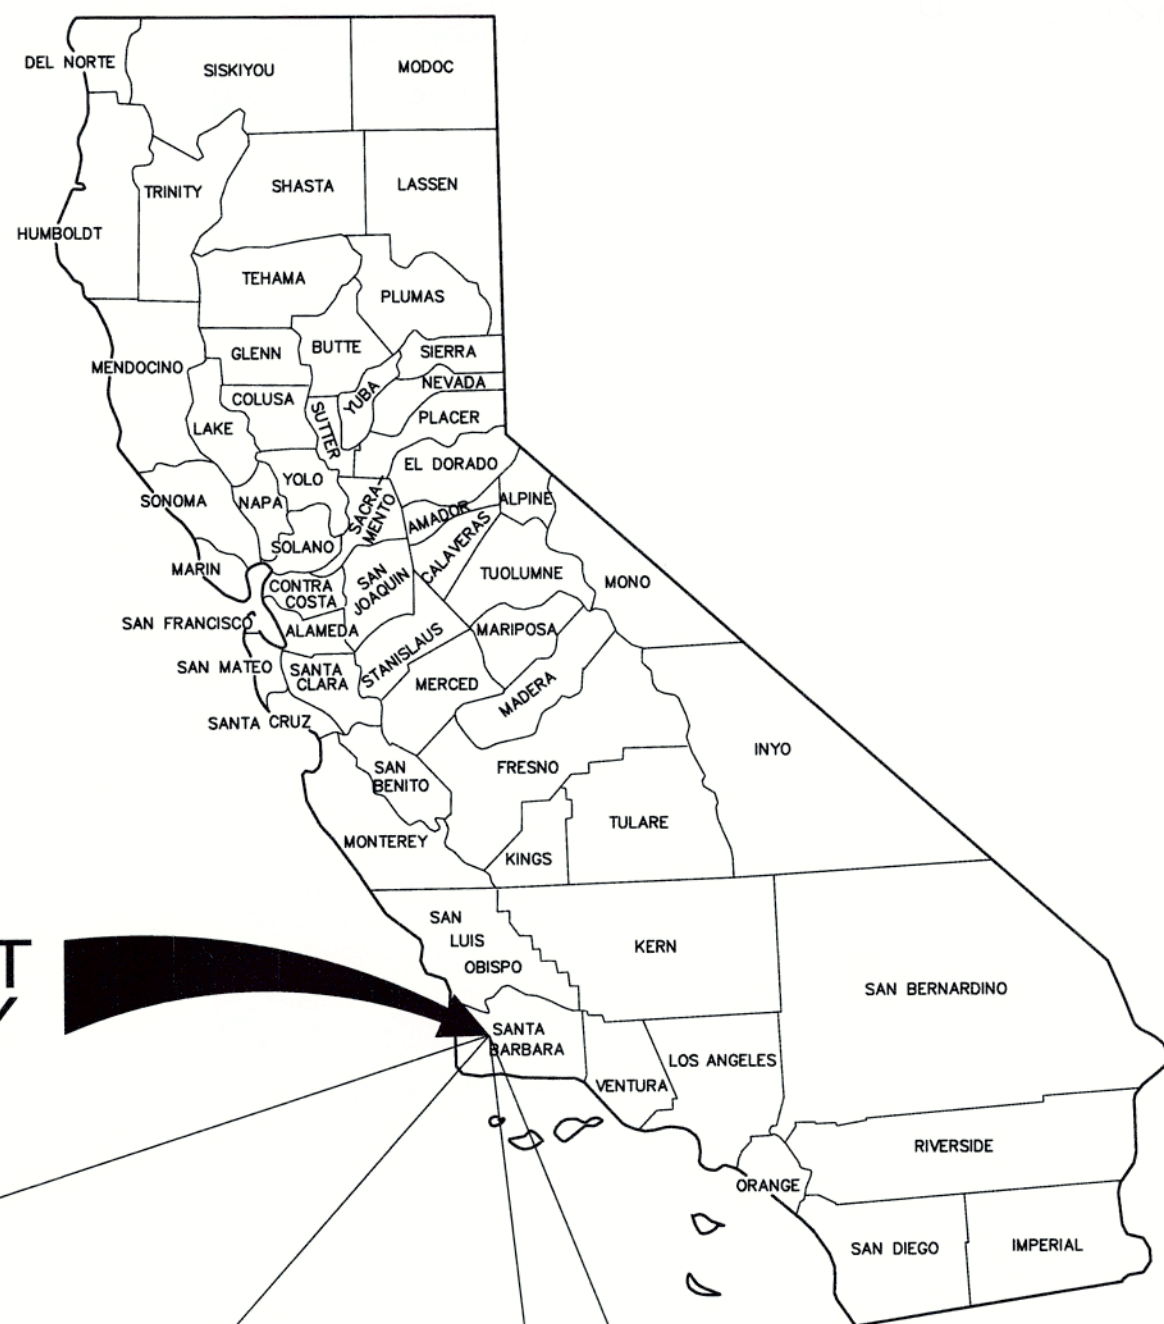 DEL NORTE
SISKIYOU
MODOC
TRINITY
SHASTA
LASSEN
HUMBOLDT
TEHAMA
PLUMAS
MENDOCINO
GLENN
BUTTE
SIERRA
NEVADA
COLUSA
YUBA
SUTTER
PLACER
LAKE
EL DORADO
YOLO
SONOMA
NAPA
SACRA-
MENTO
AMADOR
ALPINE
SOLANO
CALAVERAS
MARIN
CONTRA
COSTA
SAN
JOAQUIN
TUOLUMNE
MONO
SAN FRANCISCO
ALAMEDA
STANISLAUS
MARIPOSA
SAN MATEO
SANTA
CLARA
MERCED
MADERA
SANTA CRUZ
SAN
BENITO
FRESNO
INYO
MONTEREY
KINGS
TULARE
SAN
LUIS
OBISPO
KERN
SAN BERNARDINO
T
Y
SANTA
BARBARA
VENTURA
LOS ANGELES
RIVERSIDE
ORANGE
SAN DIEGO
IMPERIAL